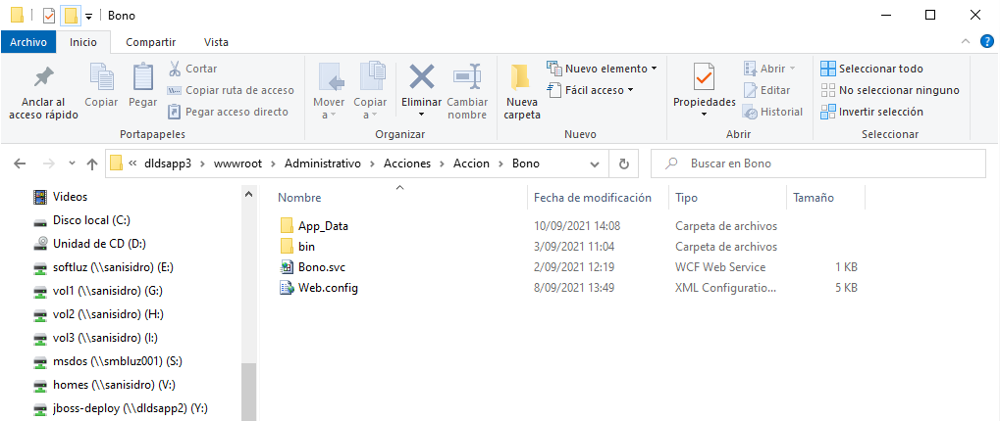 Bono
Archivo Inicio Compartir Vista
Anclar al acceso rápido
Copiar
Pegar
Cortar
Copiar ruta de acceso
Pegar acceso directo
Portapapeles
Mover a
Copiar a
Eliminar
Cambiar nombre
Organizar
Nueva carpeta
Nuevo elemento
Fácil acceso
Nuevo
Propiedades
Abrir
Editar
Historial
Abrir
Seleccionar todo
No seleccionar ninguno
Invertir selección
Seleccionar
« dldsapp3 > wwwroot > Administrativo > Acciones > Accion > Bono
Buscar en Bono
Videos
Disco local (C:)
Unidad de CD (D:)
softluz (\\sanisidro) (E:)
vol1 (\\sanisidro) (G:)
vol2 (\\sanisidro) (H:)
vol3 (\\sanisidro) (I:)
msdos (\\smbluz001) (S:)
homes (\\sanisidro) (V:)
jboss-deploy (\\dldsapp2) (Y:)
Nombre Fecha de modificación Tipo Tamaño
App_Data 10/09/2021 14:08 Carpeta de archivos
bin 3/09/2021 11:04 Carpeta de archivos
Bono.svc 2/09/2021 12:19 WCF Web Service 1 KB
Web.config 8/09/2021 13:49 XML Configuratio... 5 KB